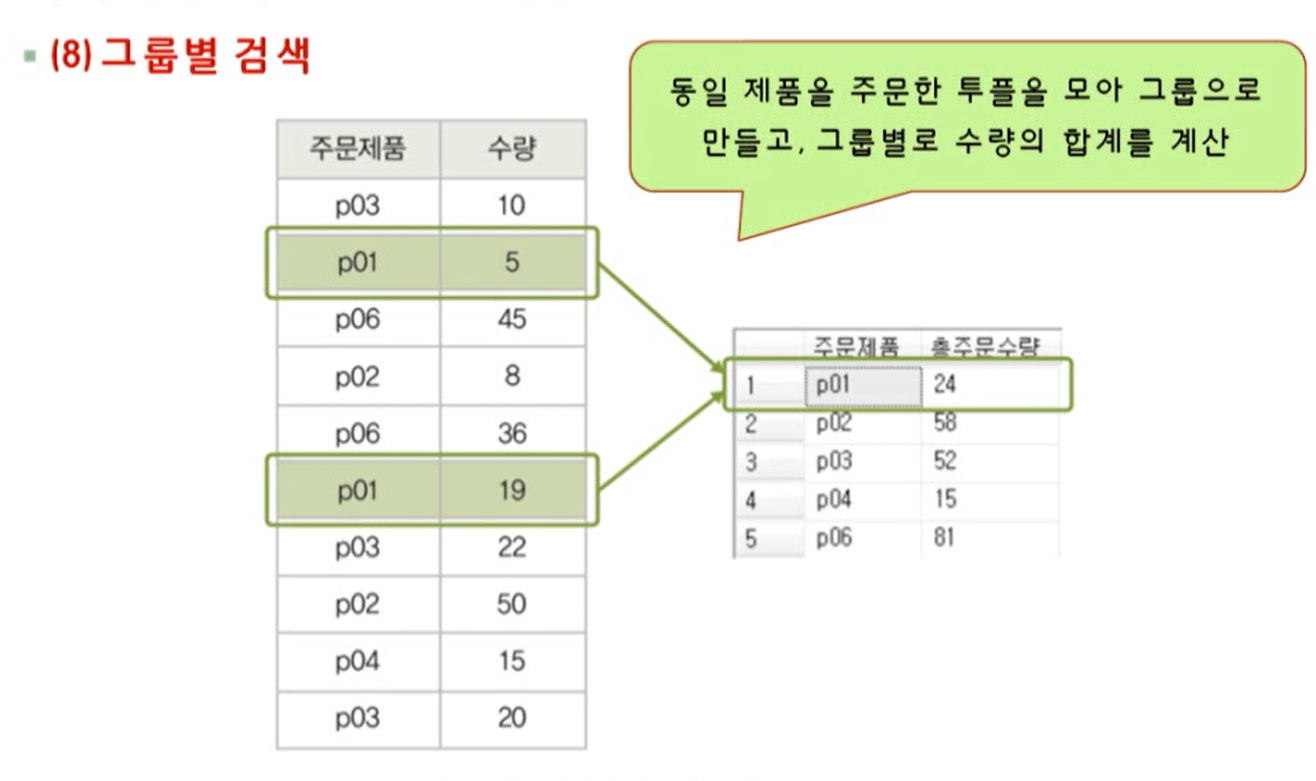 (8) 그룹별 검색
동일 제품을 주문한 투플을 모아 그룹으로
만들고, 그룹별로 수량의 합계를 계산
주문제품 수량
p03 10
p01 5
p06 45
p02 8
p06 36
p01 19
p03 22
p02 50
p04 15
p03 20
주문제품 총주문수량
1 p01 24
2 p02 58
3 p03 52
4 p04 15
5 p06 81